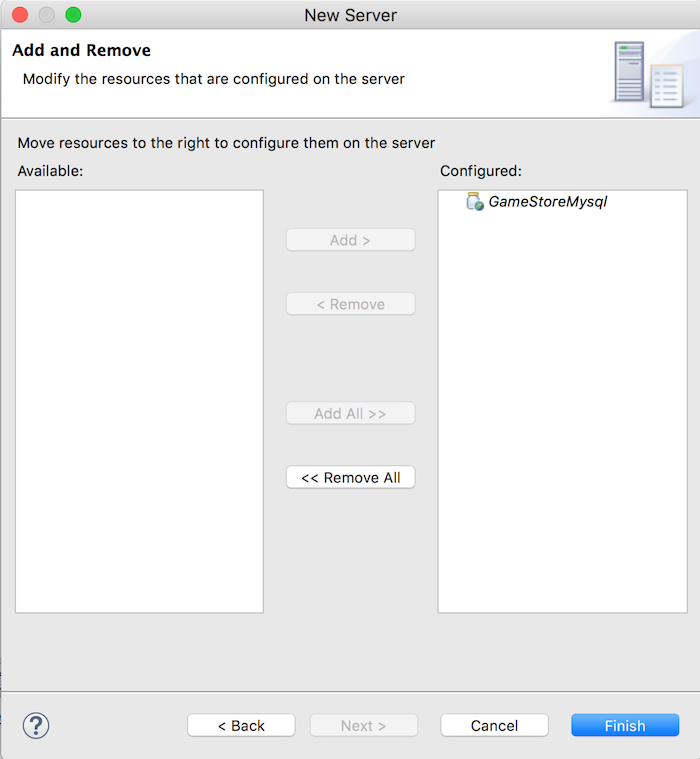 New Server
Add and Remove
Modify the resources that are configured on the server
Move resources to the right to configure them on the server
Available:
Configured:
GameStoreMysql
Add >
< Remove
Add All >>
<< Remove All
?
< Back
Next >
Cancel
Finish